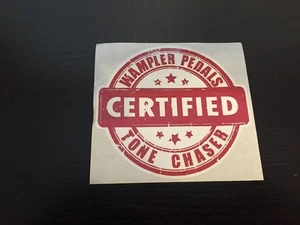 WAMPLER PEDALS
CERTIFIED
TONE CHASER